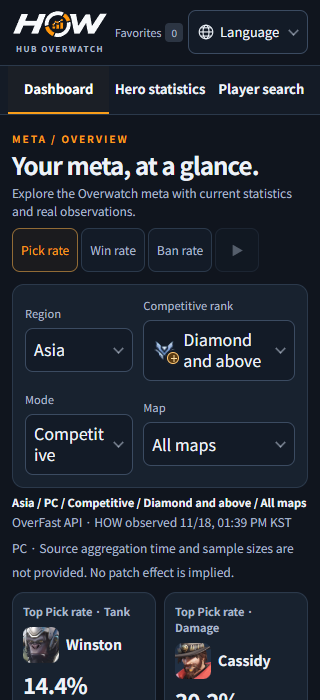 HOW
HUB OVERWATCH
Favorites 0
Language
Dashboard Hero statistics Player search
META / OVERVIEW
Your meta, at a glance.
Explore the Overwatch meta with current statistics
and real observations.
Pick rate Win rate Ban rate
Region
Asia
Competitive rank
Diamond
and above
Mode
Competit
ive
Map
All maps
Asia / PC / Competitive / Diamond and above / All maps
OverFast API · HOW observed 11/18, 01:39 PM KST
PC · Source aggregation time and sample sizes are
not provided. No patch effect is implied.
Top Pick rate · Tank
Winston
14.4%
Top Pick rate ·
Damage
Cassidy